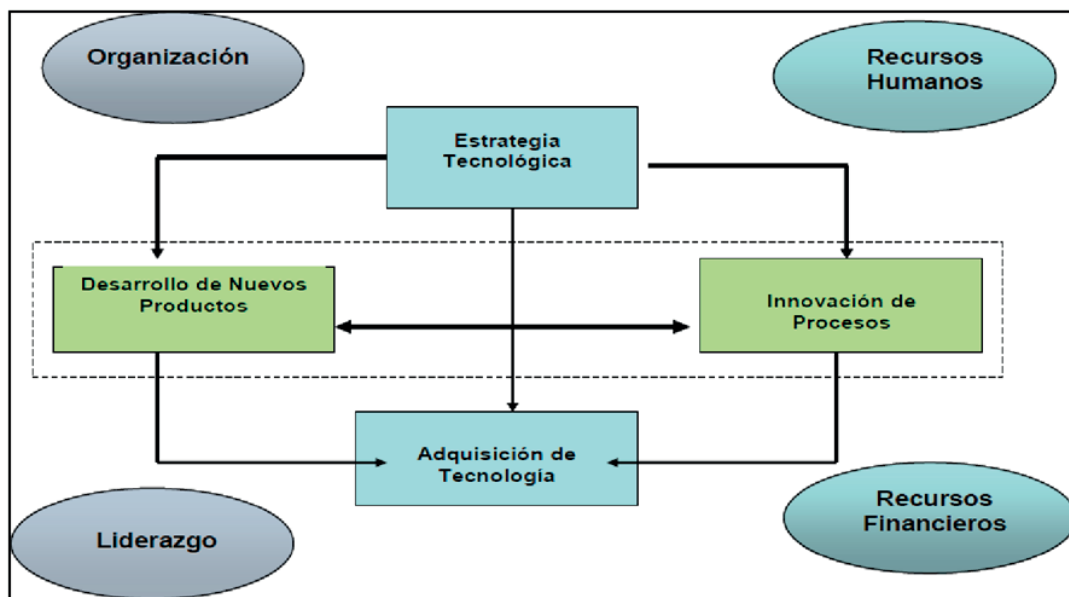 Organización
Recursos
Humanos
Estrategia
Tecnológica
Desarrollo de Nuevos
Productos
Innovación de
Procesos
Adquisición de
Tecnología
Liderazgo
Recursos
Financieros